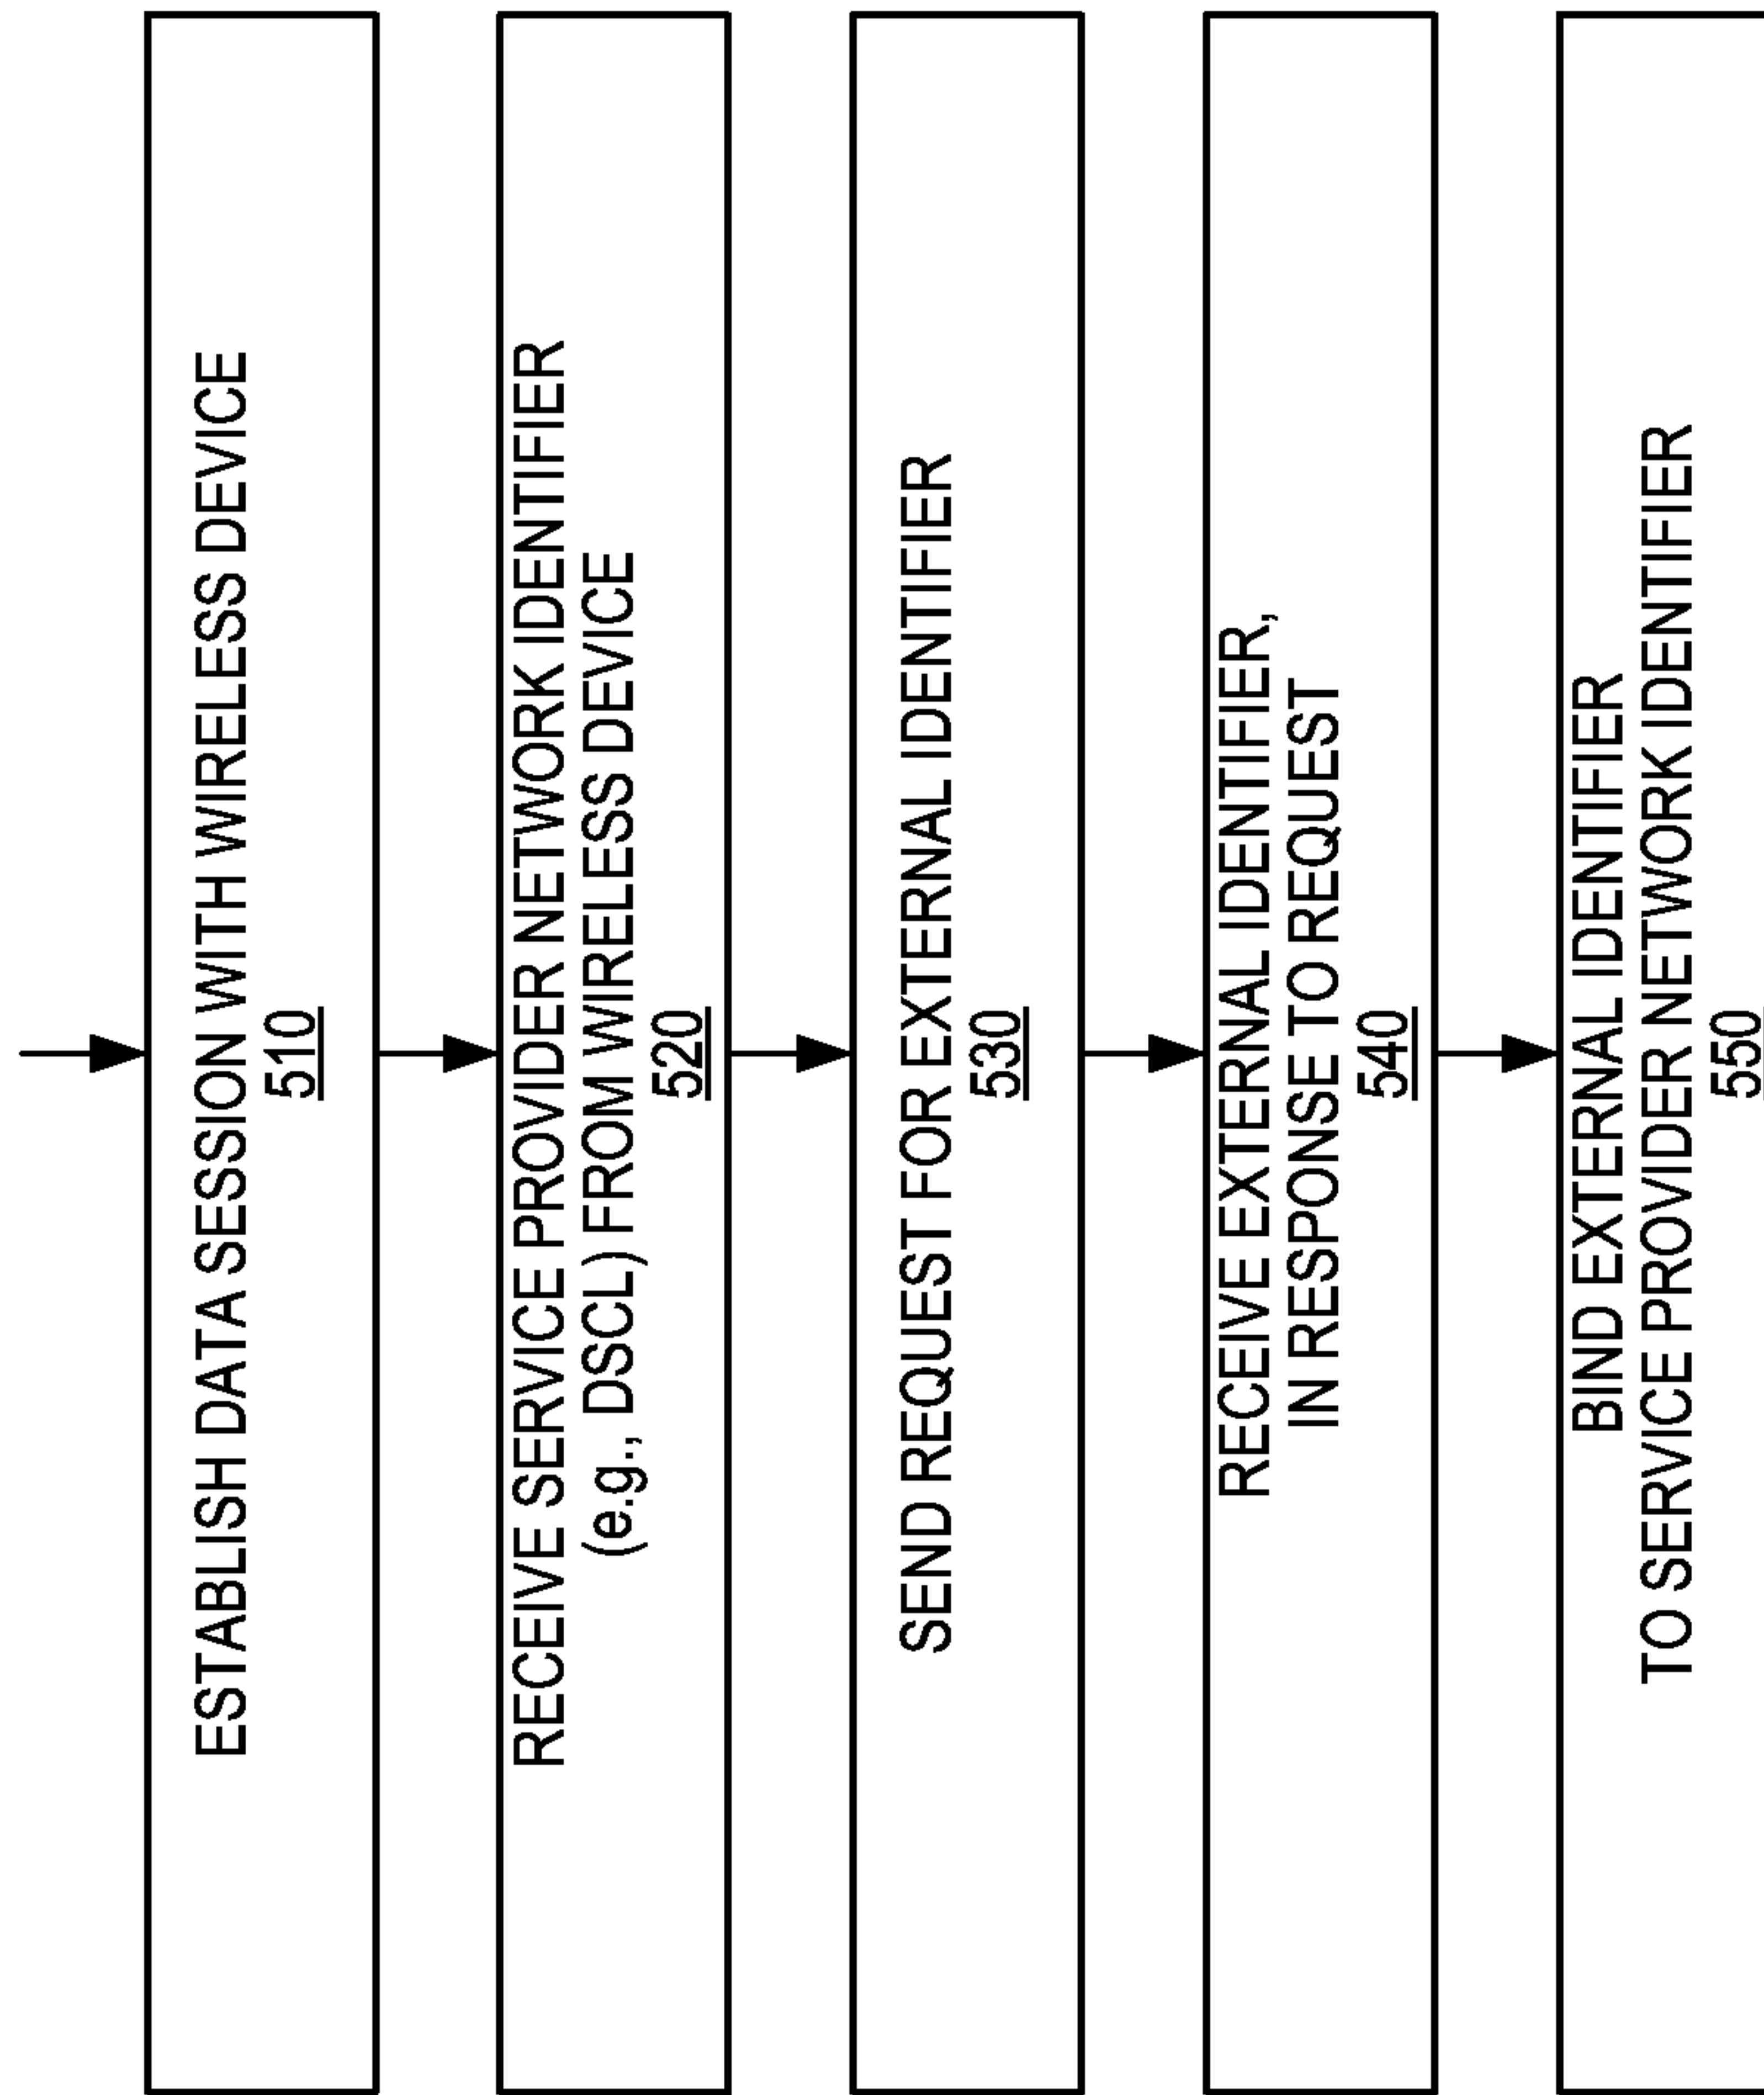 ESTABLISH DATA SESSION WITH WIRELESS DEVICE
510
RECEIVE SERVICE PROVIDER NETWORK IDENTIFIER
(e.g., DSCL) FROM WIRELESS DEVICE
520
SEND REQUEST FOR EXTERNAL IDENTIFIER
530
RECEIVE EXTERNAL IDENTIFIER,
IN RESPONSE TO REQUEST
540
BIND EXTERNAL IDENTIFIER
TO SERVICE PROVIDER NETWORK IDENTIFIER
550